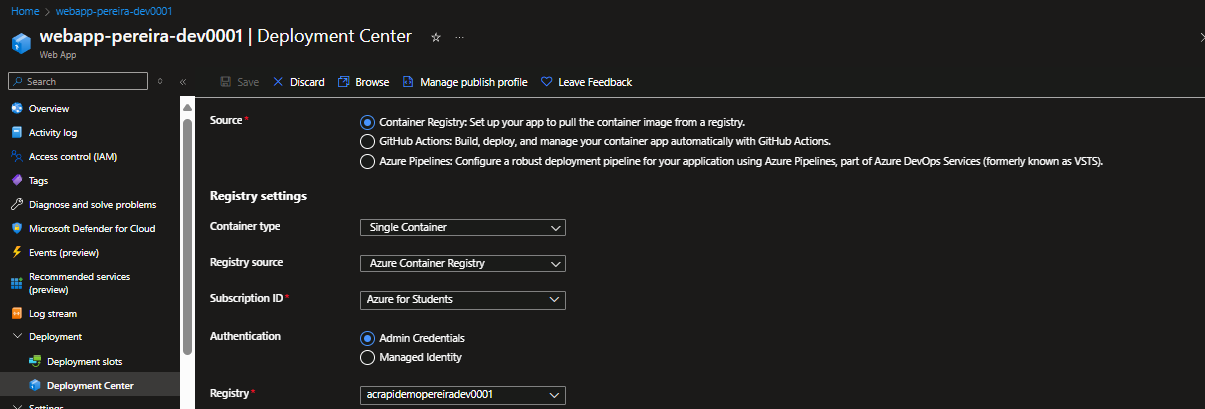 Home > webapp-pereira-dev0001
webapp-pereira-dev0001 | Deployment Center
Web App
Search
Save
Discard
Browse
Manage publish profile
Leave Feedback
Overview
Activity log
Access control (IAM)
Tags
Diagnose and solve problems
Microsoft Defender for Cloud
Events (preview)
Recommended services
(preview)
Log stream
Deployment
Deployment slots
Deployment Center
Settings
Source *
Container Registry: Set up your app to pull the container image from a registry.
GitHub Actions: Build, deploy, and manage your container app automatically with GitHub Actions.
Azure Pipelines: Configure a robust deployment pipeline for your application using Azure Pipelines, part of Azure DevOps Services (formerly known as VSTS).
Registry settings
Container type
Single Container
Registry source
Azure Container Registry
Subscription ID *
Azure for Students
Authentication
Admin Credentials
Managed Identity
Registry *
acrapidemopereiradev0001